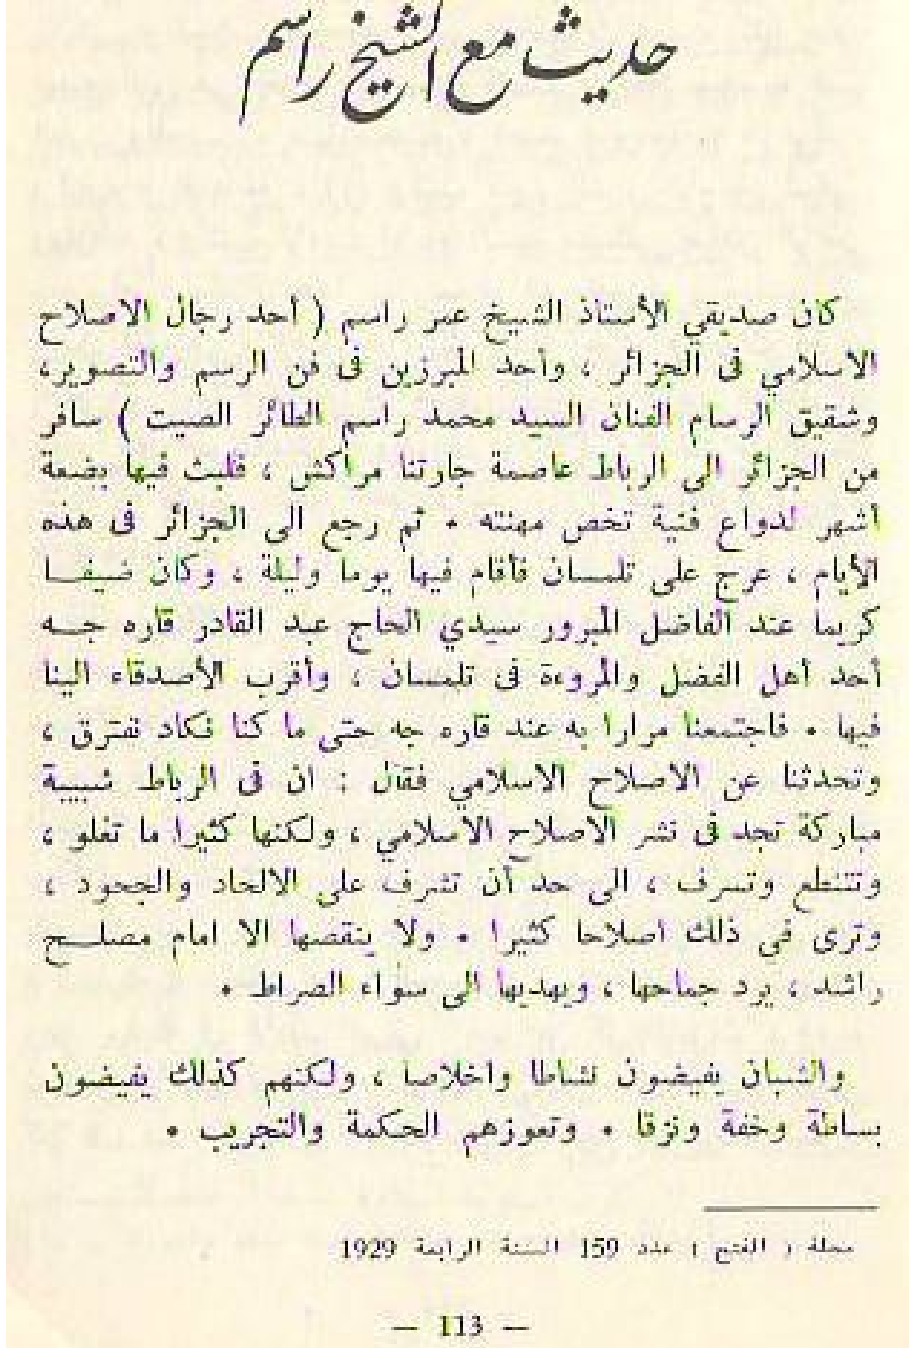 حديث مع الشيخ راسم
كان صديقي الأستاذ الشيخ عمر راسم ( أحد رجال الاصلاح
الاسلامي فى الجزائر ، وأحد المبرزين فى فن الرسم والتصوير،
وشقيق الرسام الفنان السيد محمد راسم الطائر الصيت ) سافر
من الجزائر الى الرباط عاصمة جارتنا مراكش ، فلبث فيها بضعة
أشهر لدواع فنية تخص مهنته • ثم رجع الى الجزائر فى هذه
الأيام ، عرج على تلمسان فأقام فيها يوما وليلة ، وكان ضيفــا
كريما عند الفاضل المبرور سيدي الحاج عبد القادر قاره جــه
أحد أهل الفضل والمروءة فى تلمسان ، وأقرب الأصدقاء الينا
فيها • فاجتمعنا مرارا به عند قاره جه حتى ما كنا نكاد نفترق ،
وتحدثنا عن الاصلاح الاسلامي فقال : ان فى الرباط شبيبة
مباركة تجد فى نشر الاصلاح الاسلامي ، ولكنها كثيرا ما تغلو ،
وتتنطع وتسرف ، الى حد أن تشرف على الالحاد والجحود ،
وترى فى ذلك اصلاحا كثيرا • ولا ينقصها الا امام مصلــح
راشد ، يرد جماحها ، ويهديها الى سواء الصراط •
والشبان يفيضون نشاطا واخلاصا ، ولكنهم كذلك يفيضون
بساطة وخفة ونزقا • وتعوزهم الحكمة والتجريب •
مجلة ( الفتح ) عدد 159 السنة الرابعة 1929
— 113 —